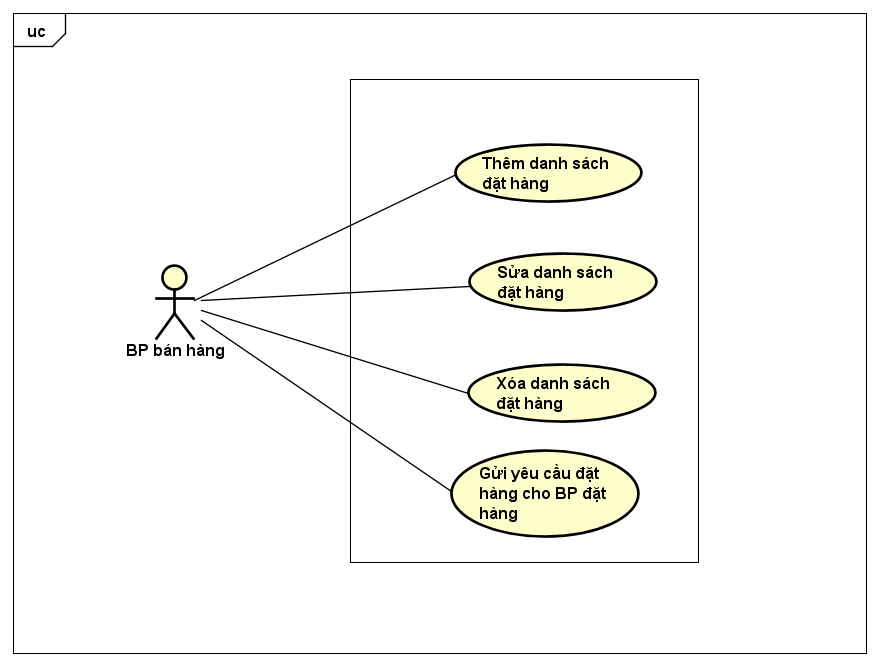 uc
Thêm danh sách
đặt hàng
Sửa danh sách
đặt hàng
BP bán hàng
Xóa danh sách
đặt hàng
Gửi yêu cầu đặt
hàng cho BP đặt
hàng